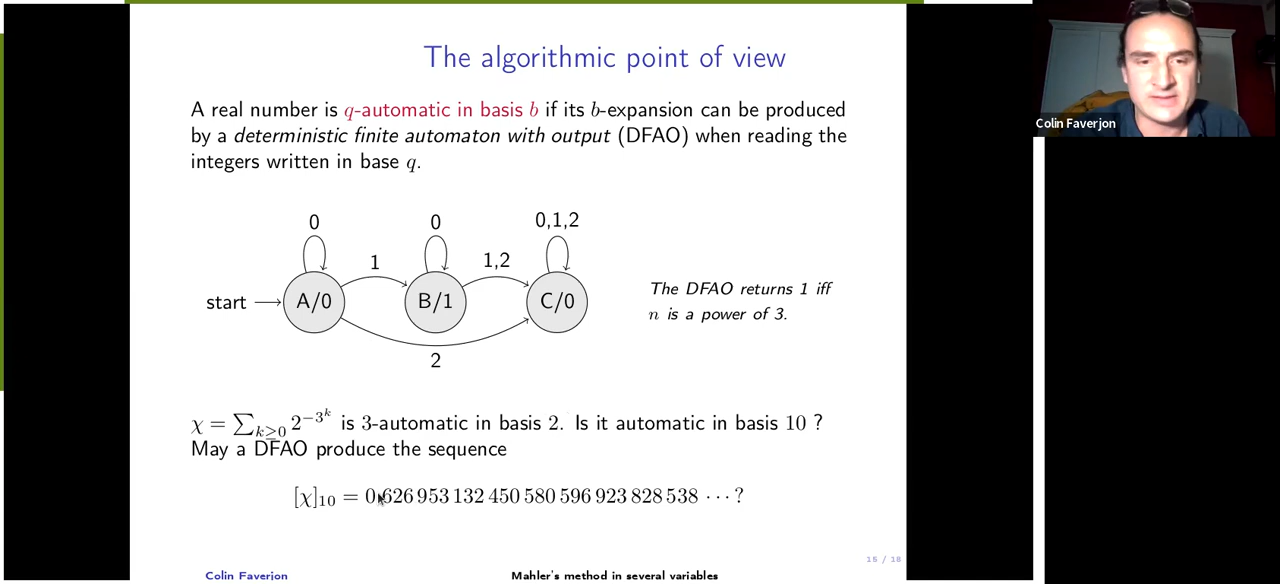 The algorithmic point of view
Colin Faverjon
A real number is q-automatic in basis b if its b-expansion can be produced
by a deterministic finite automaton with output (DFAO) when reading the
integers written in base q.
0 0 0,1,2
1 1,2
start A/0 B/1 C/0
2
The DFAO returns 1 iff
n is a power of 3.
χ = ∑_{k≥0} 2^{−3^k} is 3-automatic in basis 2. Is it automatic in basis 10 ?
May a DFAO produce the sequence
[χ]₁₀ = 0.626 953 132 450 580 596 923 828 538 ⋯ ?
15 / 18
Colin Faverjon Mahler's method in several variables